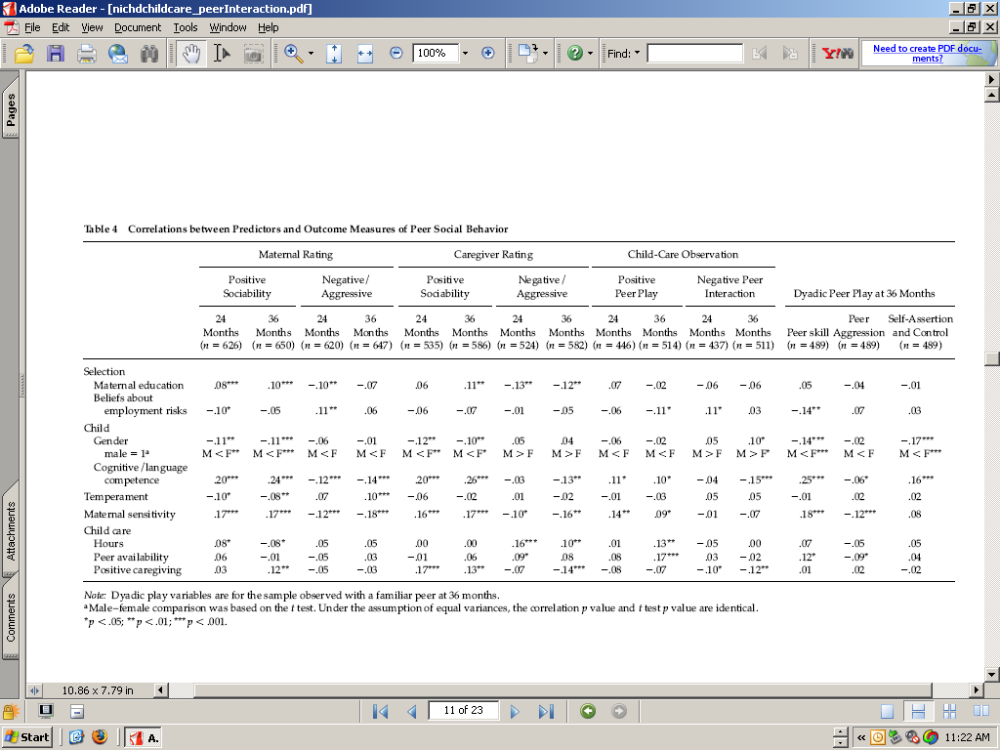 Adobe Reader - [nichdchildcare_peerInteraction.pdf]
File Edit View Document Tools Window Help
100% Find: Y! Need to create PDF docu-
ments?
Pages
Attachments
Comments
Table 4 Correlations between Predictors and Outcome Measures of Peer Social Behavior
Maternal Rating Caregiver Rating Child-Care Observation
Positive Negative/ Positive Negative/ Positive Negative Peer
Sociability Aggressive Sociability Aggressive Peer Play Interaction Dyadic Peer Play at 36 Months
24 36 24 36 24 36 24 36 24 36 24 36 Peer Self-Assertion
Months Months Months Months Months Months Months Months Months Months Months Months Peer skill Aggression and Control
(n = 626) (n = 650) (n = 620) (n = 647) (n = 535) (n = 586) (n = 524) (n = 582) (n = 446) (n = 514) (n = 437) (n = 511) (n = 489) (n = 489) (n = 489)
Selection
Maternal education .08*** .10*** −.10** −.07 .06 .11** −.13** −.12** .07 −.02 −.06 −.06 .05 −.04 −.01
Beliefs about
employment risks −.10* −.05 .11** .06 −.06 −.07 −.01 −.05 −.06 −.11* .11* .03 −.14** .07 .03
Child
Gender −.11** −.11*** −.06 −.01 −.12** −.10** .05 .04 −.06 −.02 .05 .10* −.14*** −.02 −.17***
male = 1ª M < F** M < F*** M < F M < F M < F** M < F* M > F M > F M < F M < F M > F M > F* M < F*** M < F M < F***
Cognitive/language
competence .20*** .24*** −.12*** −.14*** .20*** .26*** −.03 −.13** .11* .10* −.04 −.15*** .25*** −.06* .16***
Temperament −.10* −.08** .07 .10*** −.06 −.02 .01 −.02 −.01 −.03 .05 .05 −.01 .02 .02
Maternal sensitivity .17*** .17*** −.12*** −.18*** .16*** .17*** −.10* −.16** .14** .09* −.01 −.07 .18*** −.12*** .08
Child care
Hours .08* −.08* .05 .05 .00 .00 .16*** .10** .01 .13** −.05 .00 .07 −.05 .05
Peer availability .06 −.01 −.05 .03 −.01 .06 .09* .08 .08 .17*** .03 −.02 .12* −.09* .04
Positive caregiving .03 .12** −.05 −.03 .17*** .13** −.07 −.14*** −.08 −.07 −.10* −.12** .01 .02 −.02
Note: Dyadic play variables are for the sample observed with a familiar peer at 36 months.
ª Male−female comparison was based on the t test. Under the assumption of equal variances, the correlation p value and t test p value are identical.
*p < .05; **p < .01; ***p < .001.
10.86 x 7.79 in
11 of 23
Start A. « 11:22 AM